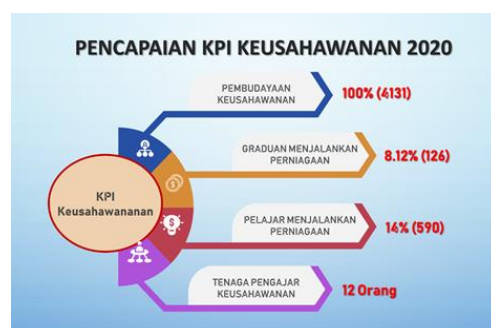 PENCAPAIAN KPI KEUSAHAWANAN 2020
PEMBUDAYAAN
KEUSAHAWANAN
100% (4131)
GRADUAN MENJALANKAN
PERNIAGAAN
8.12% (126)
KPI
Keusahawananan
PELAJAR MENJALANKAN
PERNIAGAAN
14% (590)
TENAGA PENGAJAR
KEUSAHAWANAN
12 Orang